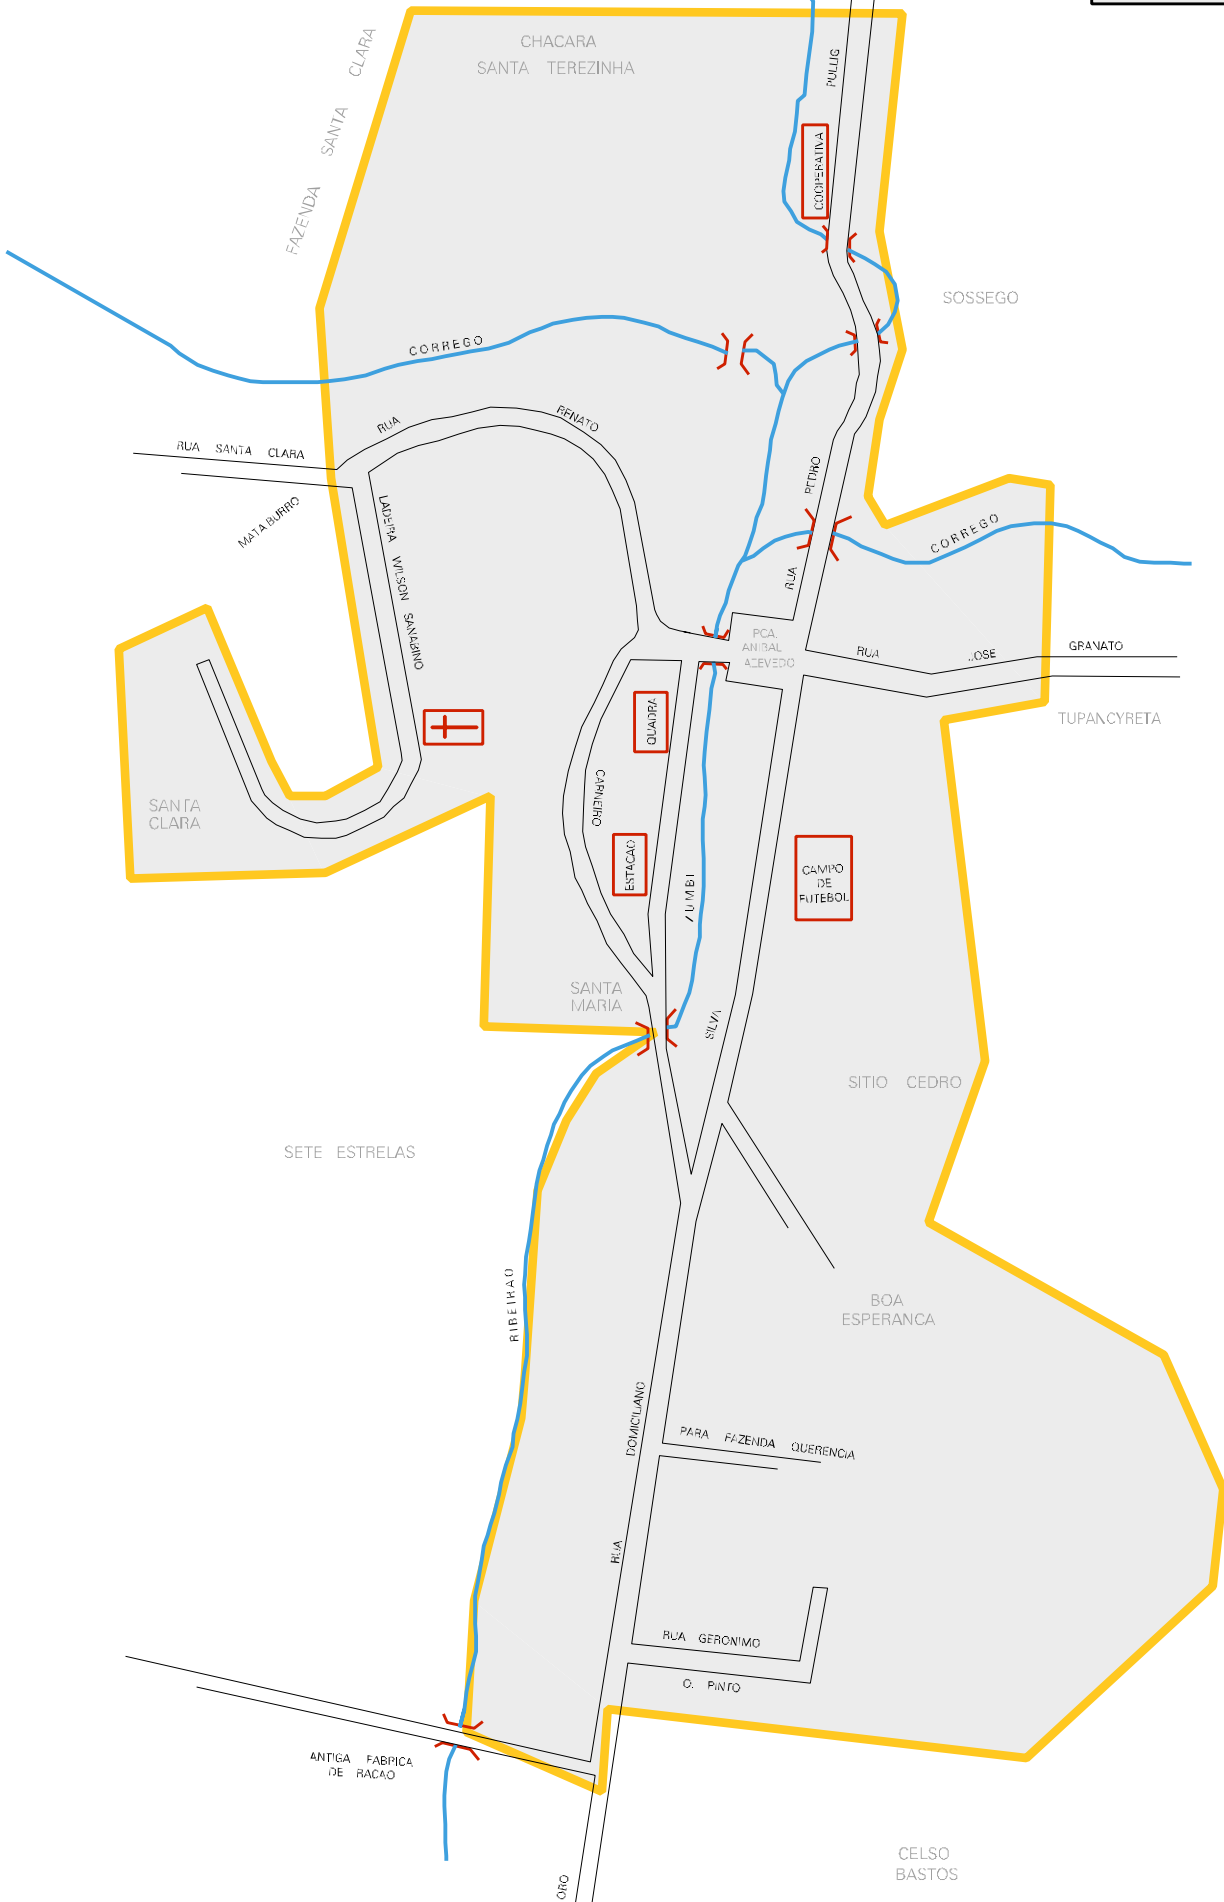 CHACARA
SANTA TEREZINHA
FAZENDA SANTA CLARA
PULLIG
COOPERATIVA
SOSSEGO
CORREGO
RUA RENATO
RUA SANTA CLARA
MATA BURRO
LADEIRA WILSON SANABINO
PEDRO
RUA
CORREGO
PCA.
ANIBAL
AZEVEDO
RUA JOSE GRANATO
TUPANCYRETA
QUADRA
CARNEIRO
SANTA
CLARA
ESTACAO
CAMPO
DE
FUTEBOL
SANTA
MARIA
SILVA
SITIO CEDRO
SETE ESTRELAS
RIBEIRAO
BOA
ESPERANCA
DOMICILIANO
PARA FAZENDA QUERENCIA
RUA
RUA GERONIMO
O. PINTO
ANTIGA FABRICA
DE RACAO
CELSO
BASTOS
ORO